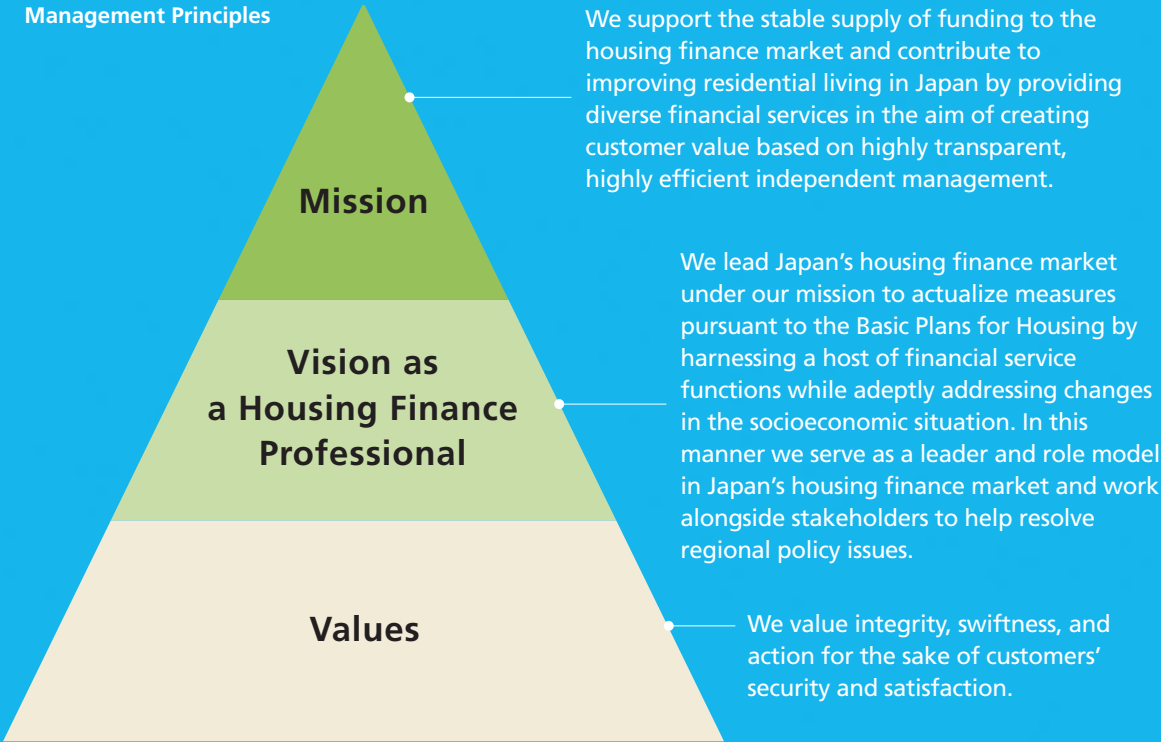 Management Principles
We support the stable supply of funding to the
housing finance market and contribute to
improving residential living in Japan by providing
diverse financial services in the aim of creating
customer value based on highly transparent,
highly efficient independent management.
Mission
We lead Japan’s housing finance market
under our mission to actualize measures
pursuant to the Basic Plans for Housing by
harnessing a host of financial service
functions while adeptly addressing changes
in the socioeconomic situation. In this
manner we serve as a leader and role model
in Japan’s housing finance market and work
alongside stakeholders to help resolve
regional policy issues.
Vision as
a Housing Finance
Professional
We value integrity, swiftness, and
action for the sake of customers’
security and satisfaction.
Values